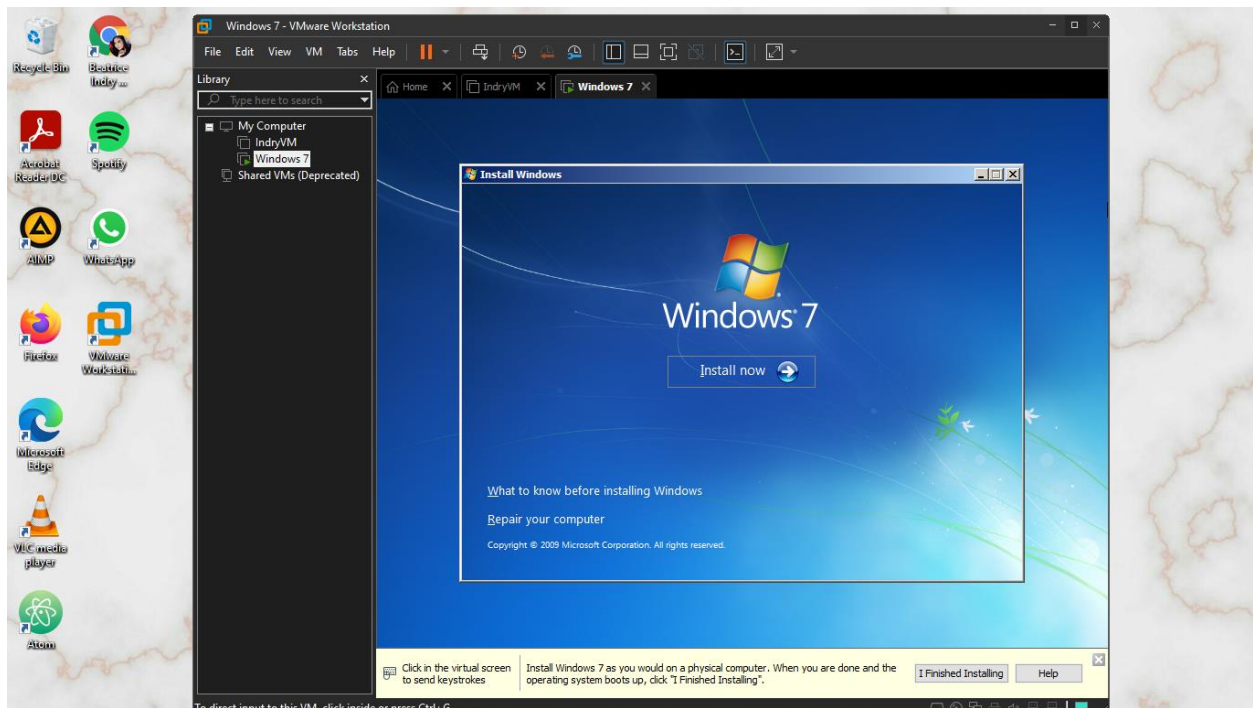 Recycle Bin
Beatrice
Indry ...
Acrobat
Reader DC
Spotify
AIMP
WhatsApp
Firefox
VMware
Workstati...
Microsoft
Edge
VLC media
player
Atom
Windows 7 - VMware Workstation
File Edit View VM Tabs Help
Library
Type here to search
My Computer
IndryVM
Windows 7
Shared VMs (Deprecated)
Home IndryVM Windows 7
Install Windows
Windows 7
Install now
What to know before installing Windows
Repair your computer
Copyright © 2009 Microsoft Corporation. All rights reserved.
Click in the virtual screen
to send keystrokes
Install Windows 7 as you would on a physical computer. When you are done and the
operating system boots up, click "I Finished Installing".
I Finished Installing
Help
To direct input to this VM, click inside or press Ctrl+G.